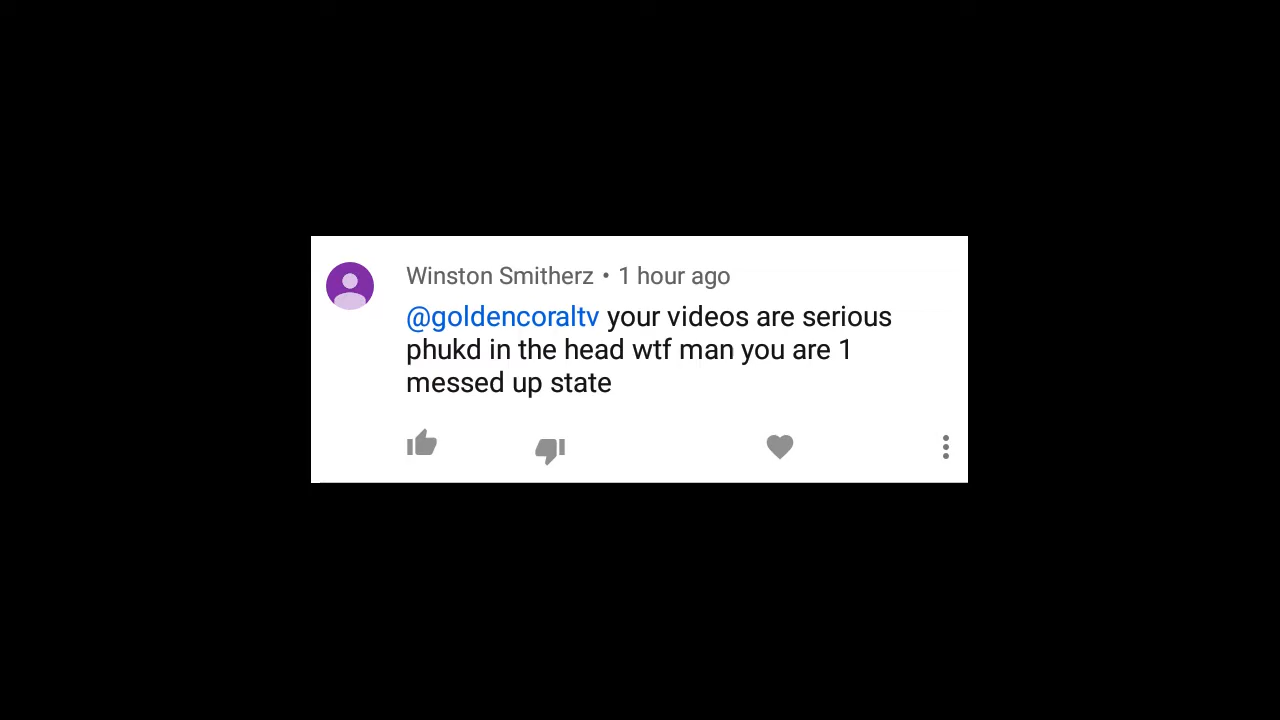 Winston Smitherz • 1 hour ago
@goldencoraltv your videos are serious
phukd in the head wtf man you are 1
messed up state